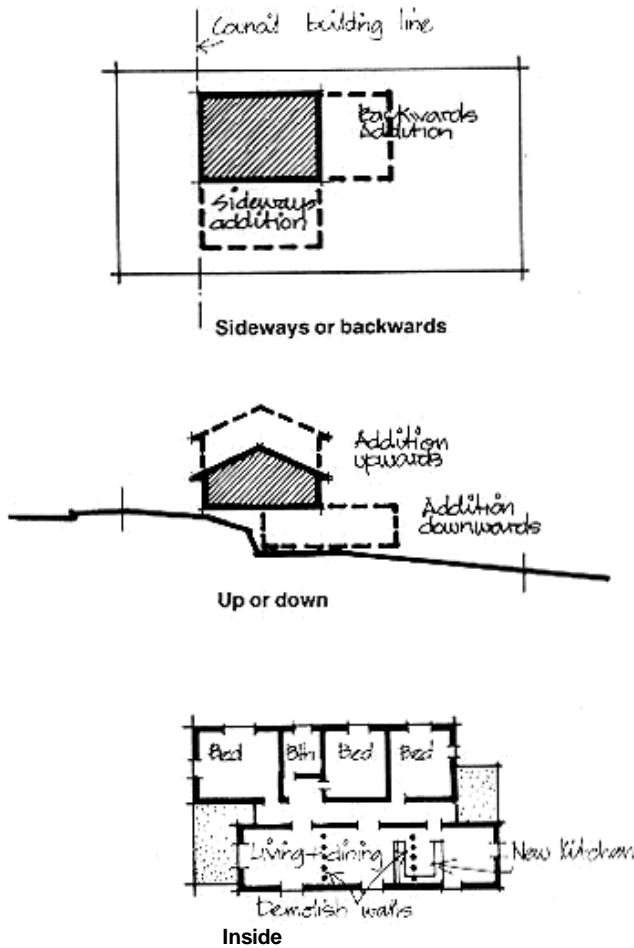 Council building line
Backwards
Addition
Sideways
addition
Sideways or backwards
Addition
upwards
Addition
downwards
Up or down
Bed
Bth
Bed
Bed
Living + dining
New kitchen
Demolish walls
Inside